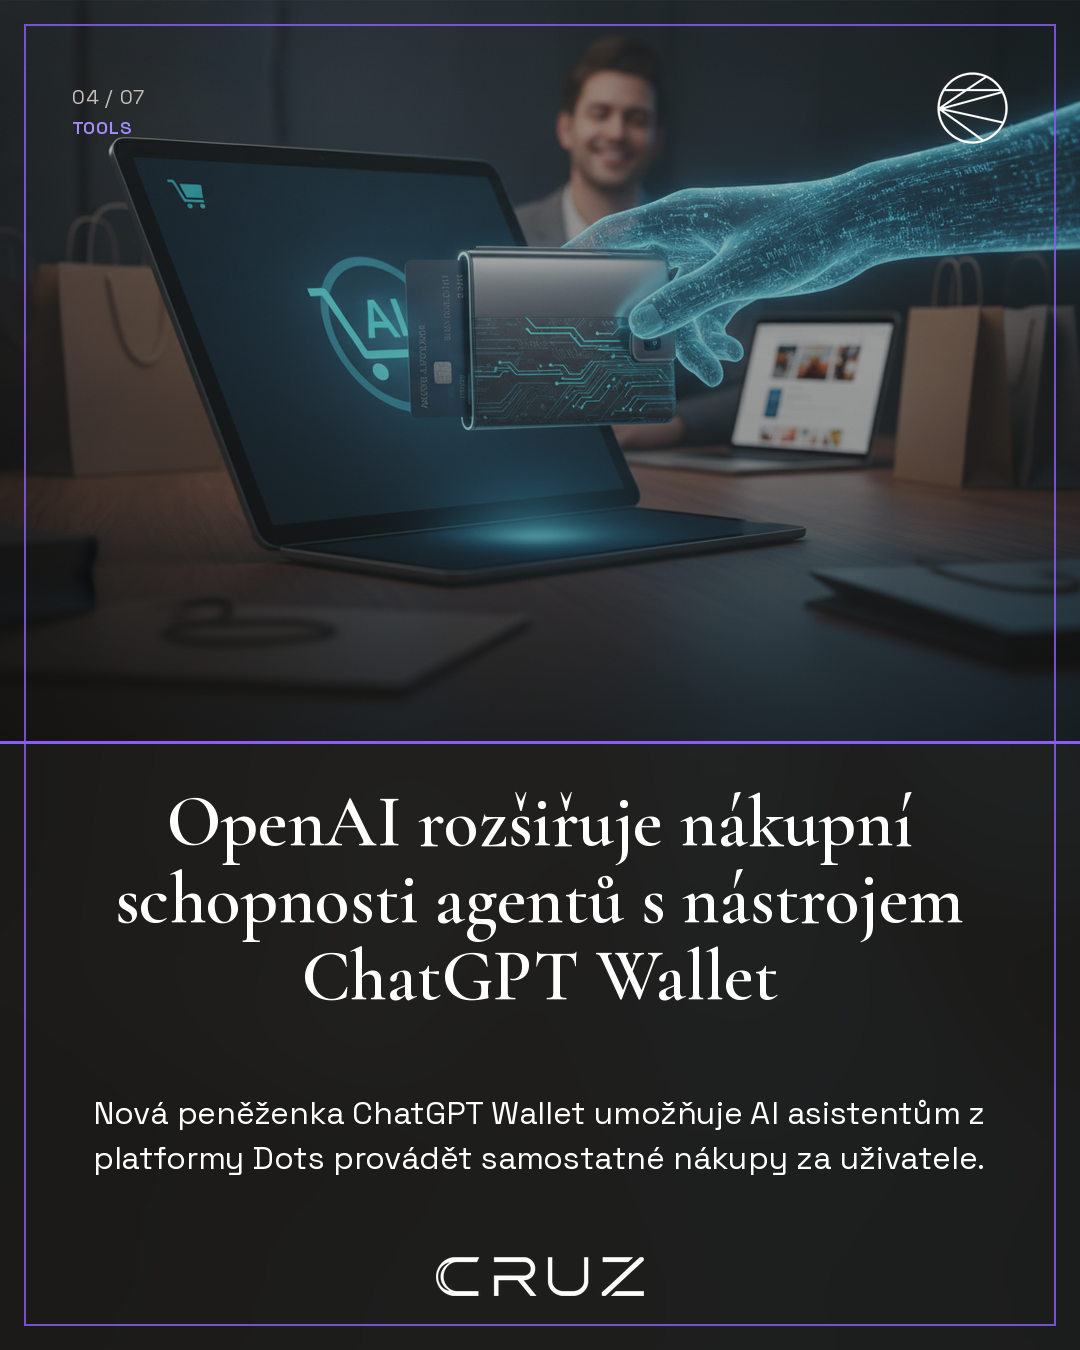 04 / 07
TOOLS
AI
OpenAI rozšiřuje nákupní
schopnosti agentů s nástrojem
ChatGPT Wallet
Nová peněženka ChatGPT Wallet umožňuje AI asistentům z
platformy Dots provádět samostatné nákupy za uživatele.
CRUZ